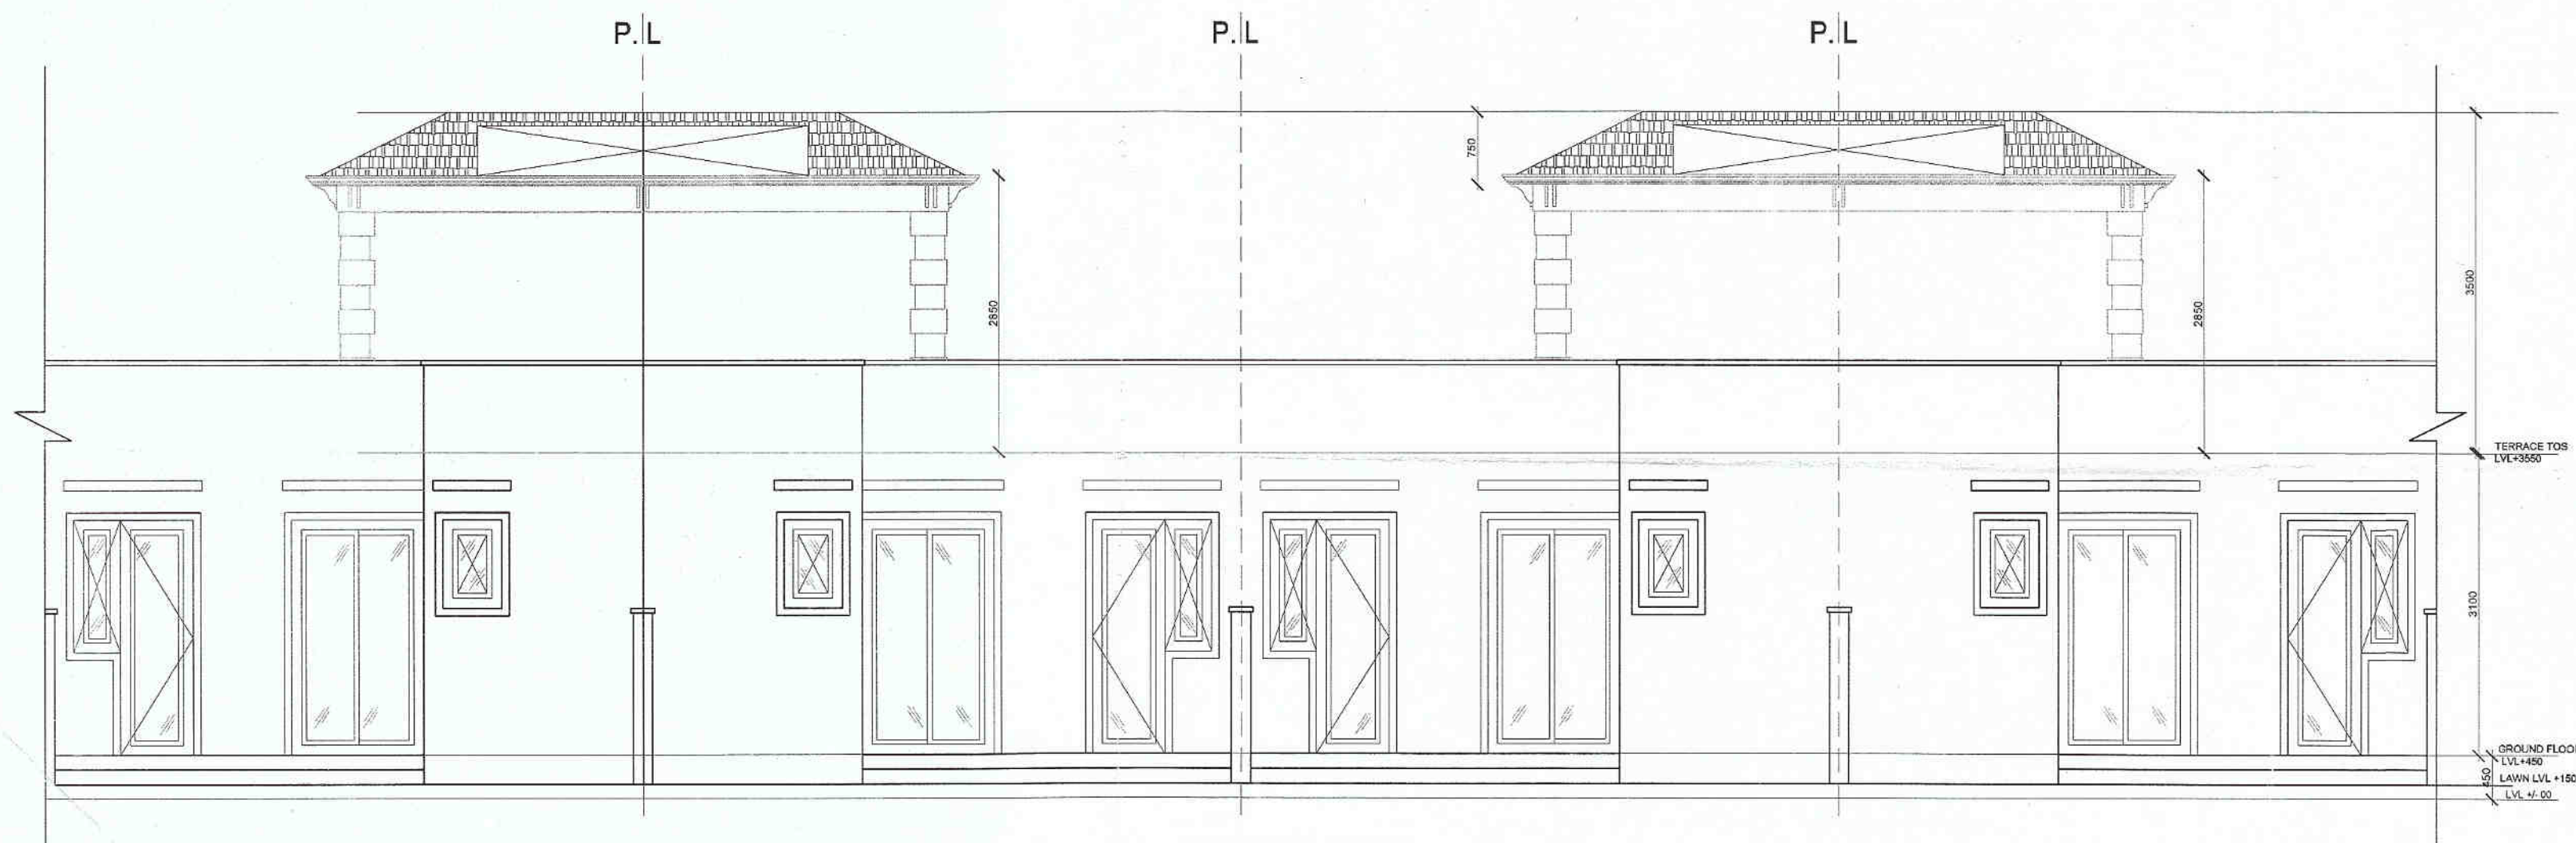 P.L
P.L
P.L
750
3500
2850
2850
TERRACE TOS
LVL+3550
3100
GROUND FLOO
LVL+450
450
LAWN LVL +150
LVL +/- 00